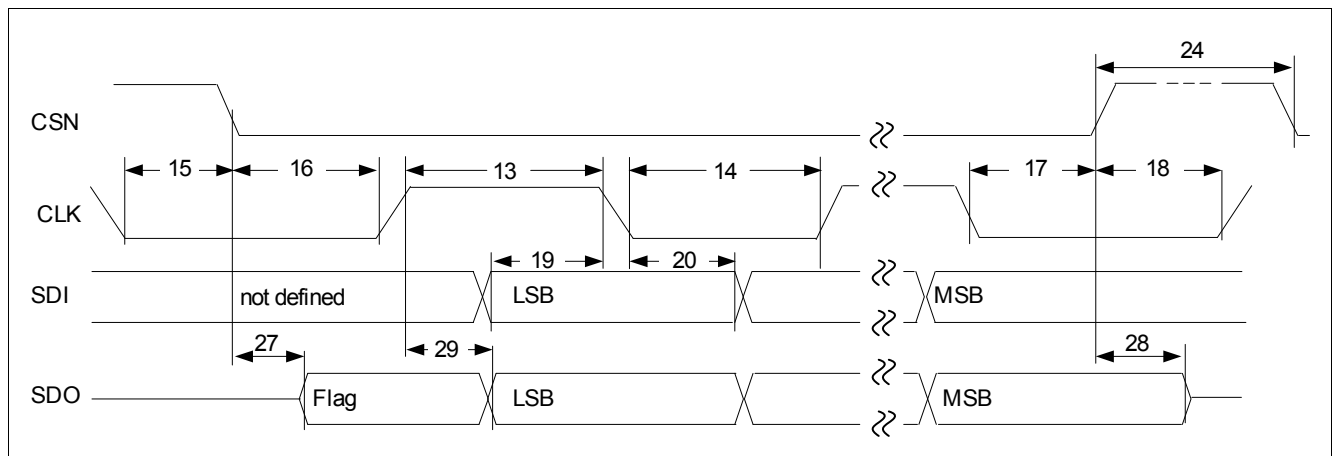 24
CSN
15 16 13 14 17 18
CLK
19 20
SDI not defined LSB MSB
27 29 28
SDO Flag LSB MSB